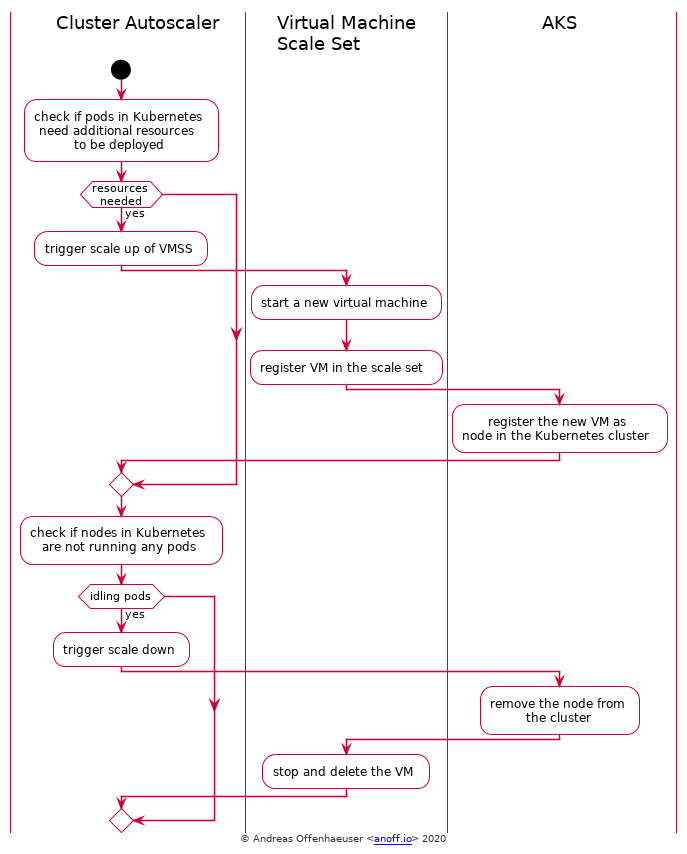 Cluster Autoscaler
Virtual Machine
Scale Set
AKS
check if pods in Kubernetes
need additional resources
to be deployed
resources
needed
yes
trigger scale up of VMSS
start a new virtual machine
register VM in the scale set
register the new VM as
node in the Kubernetes cluster
check if nodes in Kubernetes
are not running any pods
idling pods
yes
trigger scale down
remove the node from
the cluster
stop and delete the VM
© Andreas Offenhaeuser <anoff.io> 2020